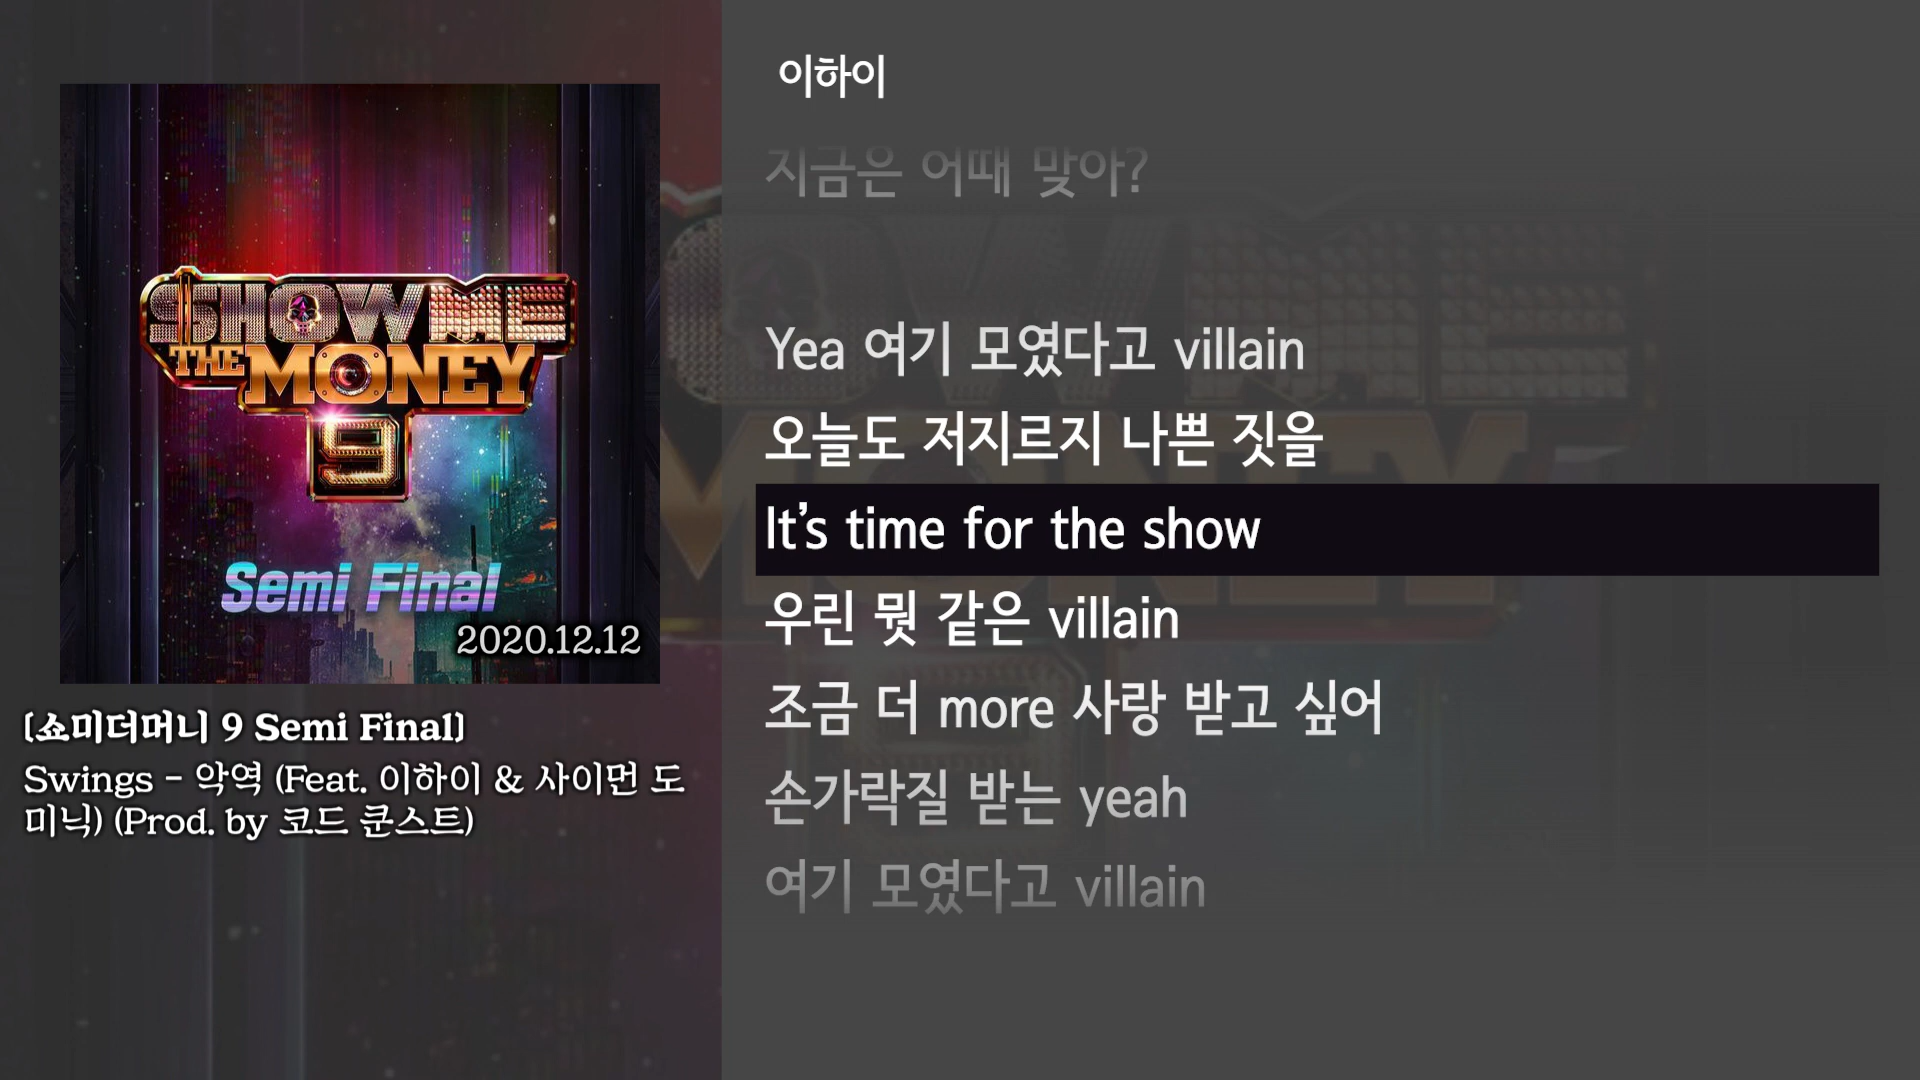 SHOW ME
THE MONEY
9
Semi Final
2020.12.12
[쇼미더머니 9 Semi Final]
Swings - 악역 (Feat. 이하이 & 사이먼 도
미닉) (Prod. by 코드 쿤스트)
이하이
지금은 어때 맞아?
Yea 여기 모였다고 villain
오늘도 저지르지 나쁜 짓을
It's time for the show
우린 뭣 같은 villain
조금 더 more 사랑 받고 싶어
손가락질 받는 yeah
여기 모였다고 villain